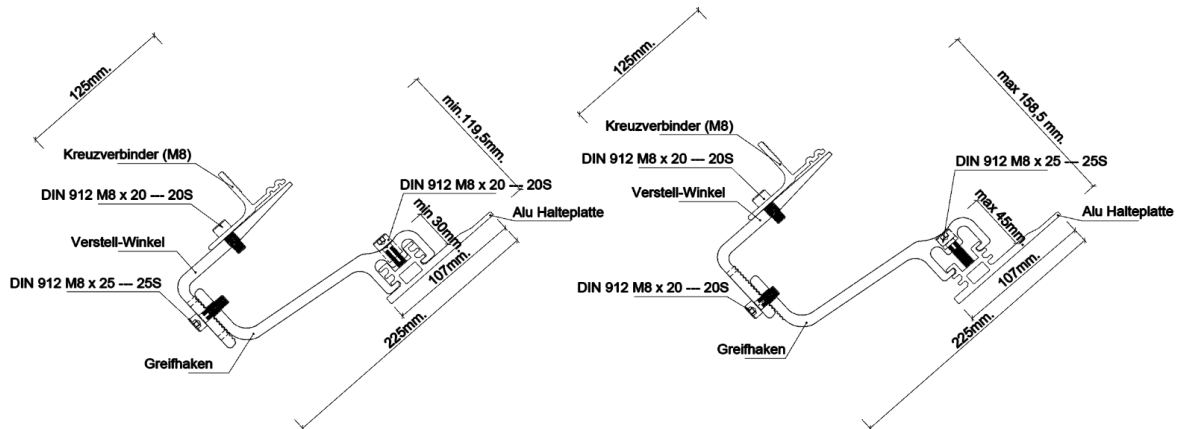 125mm.
min.119,5mm.
Kreuzverbinder (M8)
DIN 912 M8 x 20 --- 20S
DIN 912 M8 x 20 --- 20S
Alu Halteplatte
min 30mm.
Verstell-Winkel
107mm.
DIN 912 M8 x 25 --- 25S
225mm.
Greifhaken
125mm.
max 158,5 mm.
Kreuzverbinder (M8)
DIN 912 M8 x 20 --- 20S
DIN 912 M8 x 25 --- 25S
Verstell-Winkel
max 45mm.
Alu Halteplatte
107mm.
DIN 912 M8 x 20 --- 20S
225mm.
Greifhaken